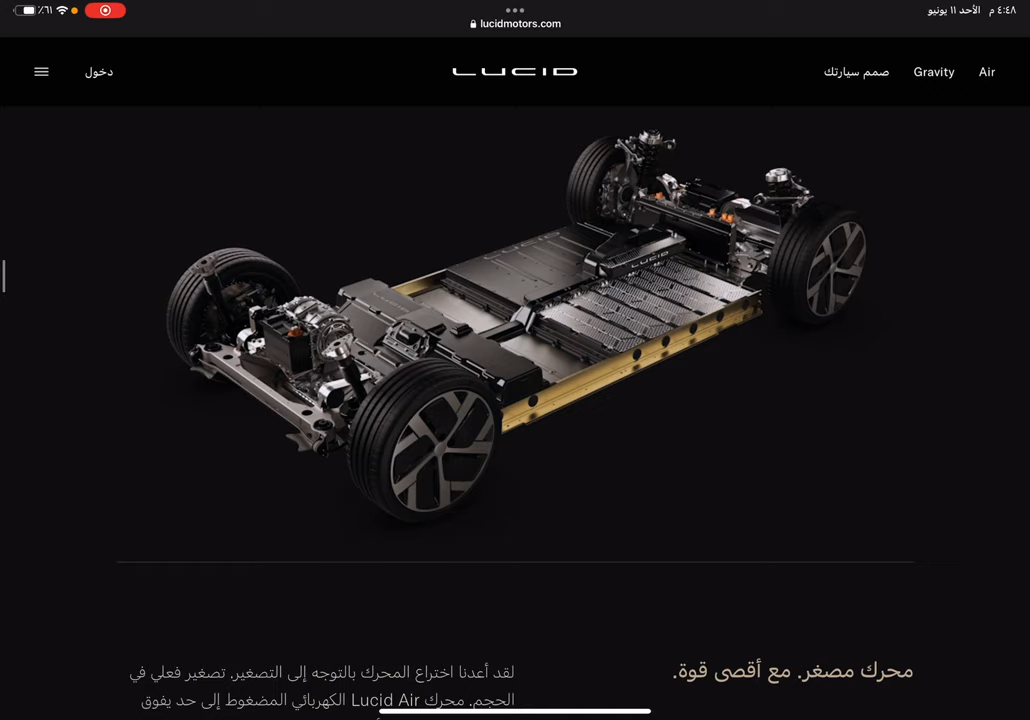 ٤:٤٨ م الأحد ١١ يونيو
٪٦١
lucidmotors.com
Air Gravity صمم سيارتك
LUCID
دخول
LUCID
محرك مصغر. مع أقصى قوة.
لقد أعدنا اختراع المحرك بالتوجه إلى التصغير. تصغير فعلي في
الحجم. محرك Lucid Air الكهربائي المضغوط إلى حد يفوق